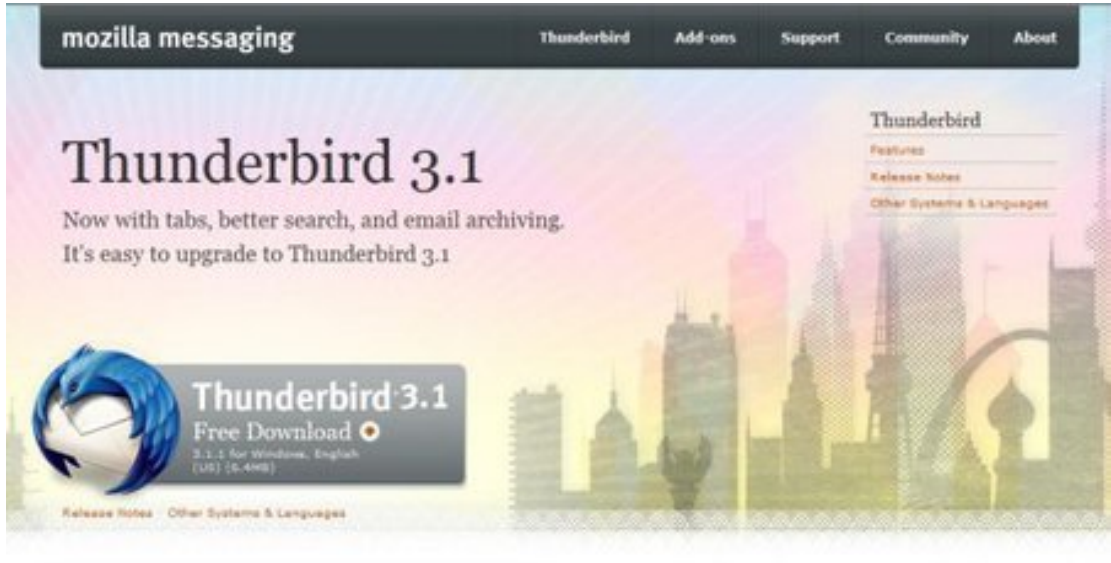 mozilla messaging
Thunderbird Add-ons Support Community About
Thunderbird 3.1
Now with tabs, better search, and email archiving.
It's easy to upgrade to Thunderbird 3.1
Thunderbird
Features
Release Notes
Other Systems & Languages
Thunderbird 3.1
Free Download
3.1.1 for Windows, English
(US) (6.4MB)
Release Notes Other Systems & Languages